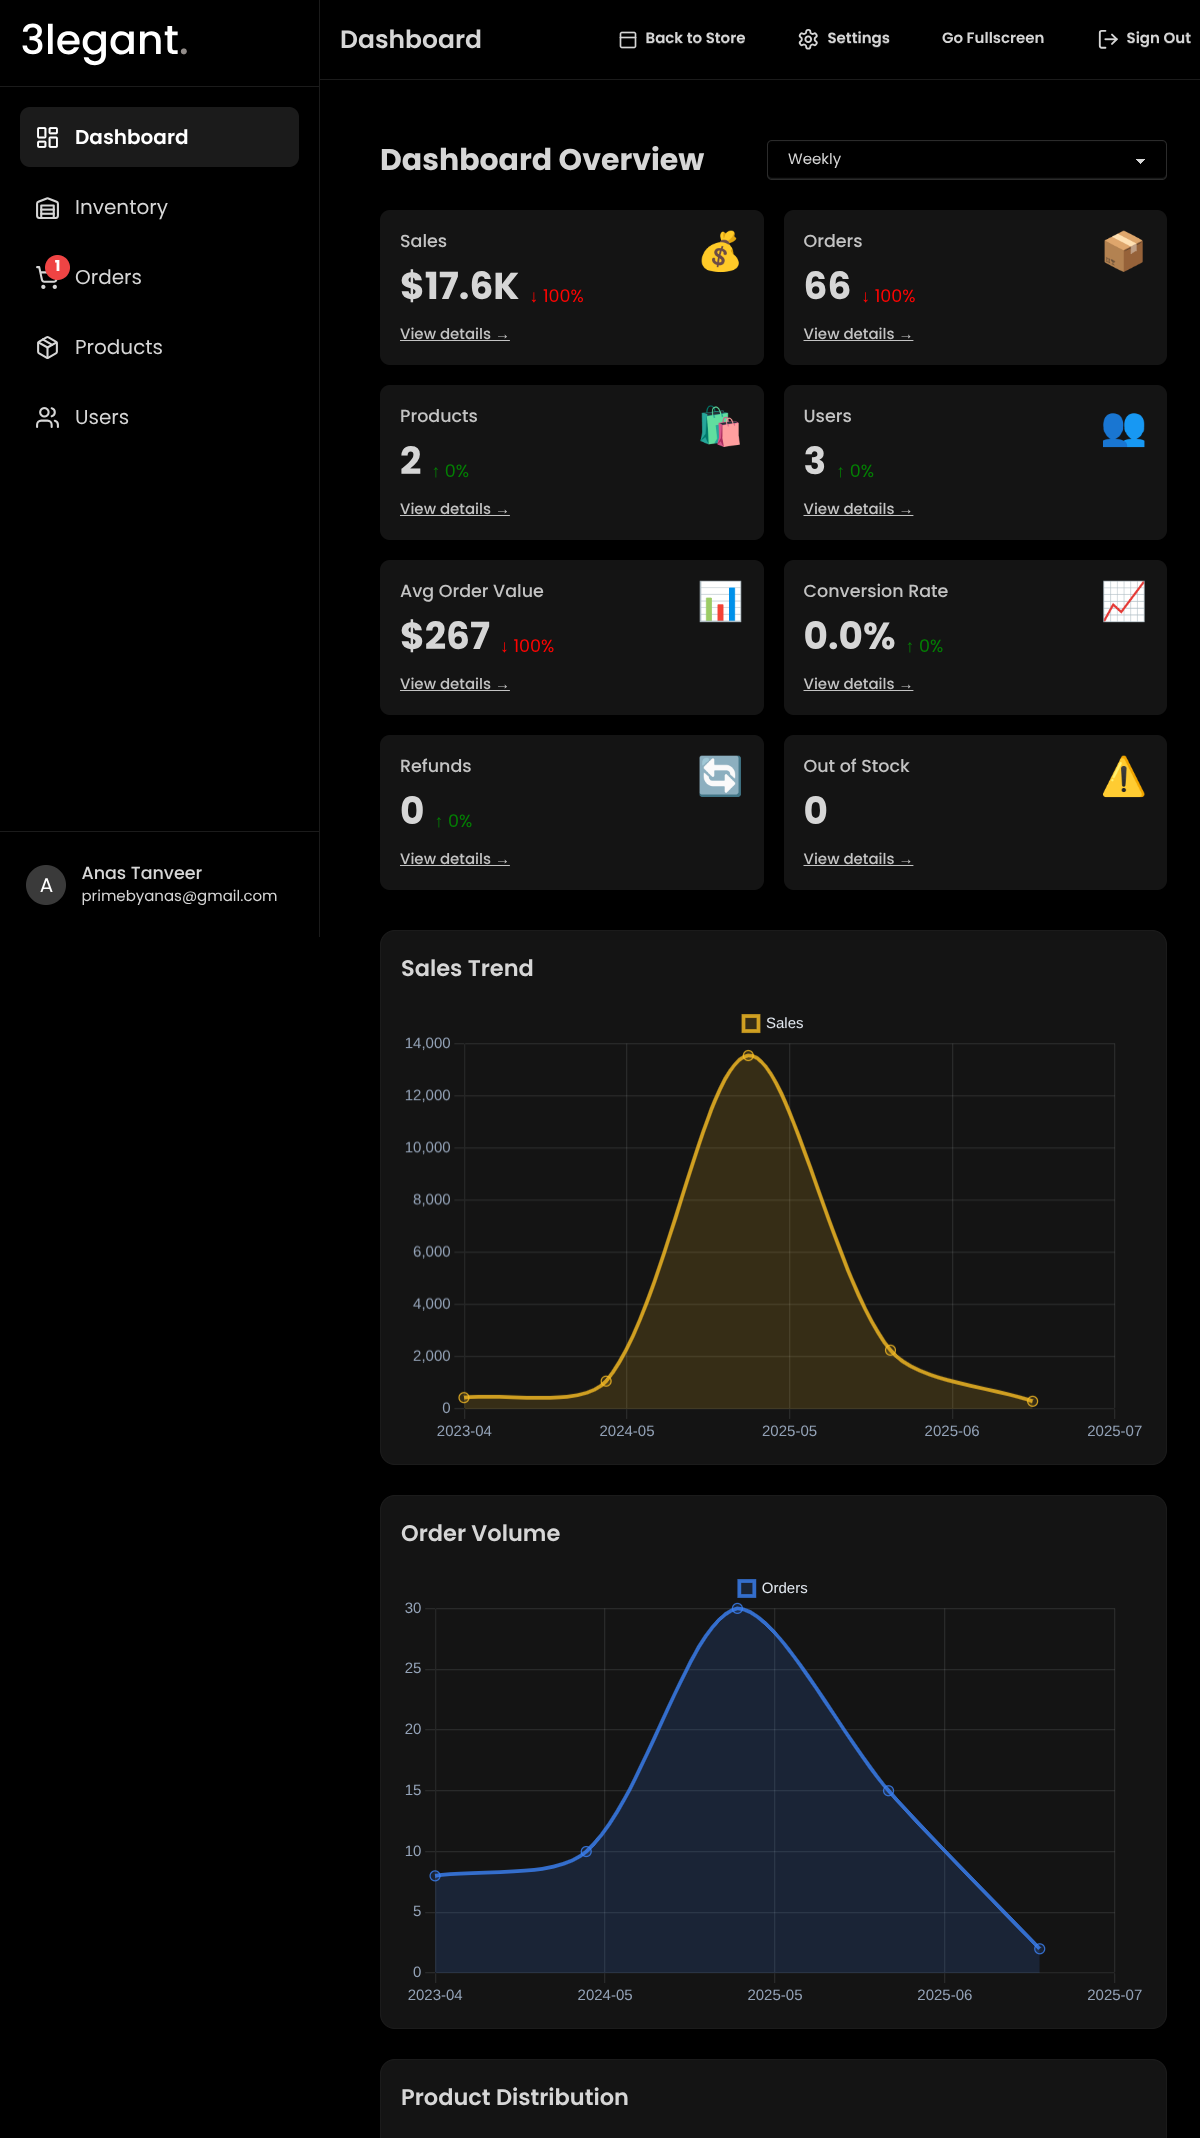 3legant.
Dashboard
Back to Store
Settings
Go Fullscreen
Sign Out
Dashboard
Inventory
1
Orders
Products
Users
Anas Tanveer
A
primebyanas@gmail.com
Dashboard Overview
Weekly
Sales
$17.6K ↓ 100%
View details →
Orders
66 ↓ 100%
View details →
Products
2 ↑ 0%
View details →
Users
3 ↑ 0%
View details →
Avg Order Value
$267 ↓ 100%
View details →
Conversion Rate
0.0% ↑ 0%
View details →
Refunds
0 ↑ 0%
View details →
Out of Stock
0
View details →
Sales Trend
Sales
14,000
12,000
10,000
8,000
6,000
4,000
2,000
0
2023-04 2024-05 2025-05 2025-06 2025-07
Order Volume
Orders
30
25
20
15
10
5
0
2023-04 2024-05 2025-05 2025-06 2025-07
Product Distribution